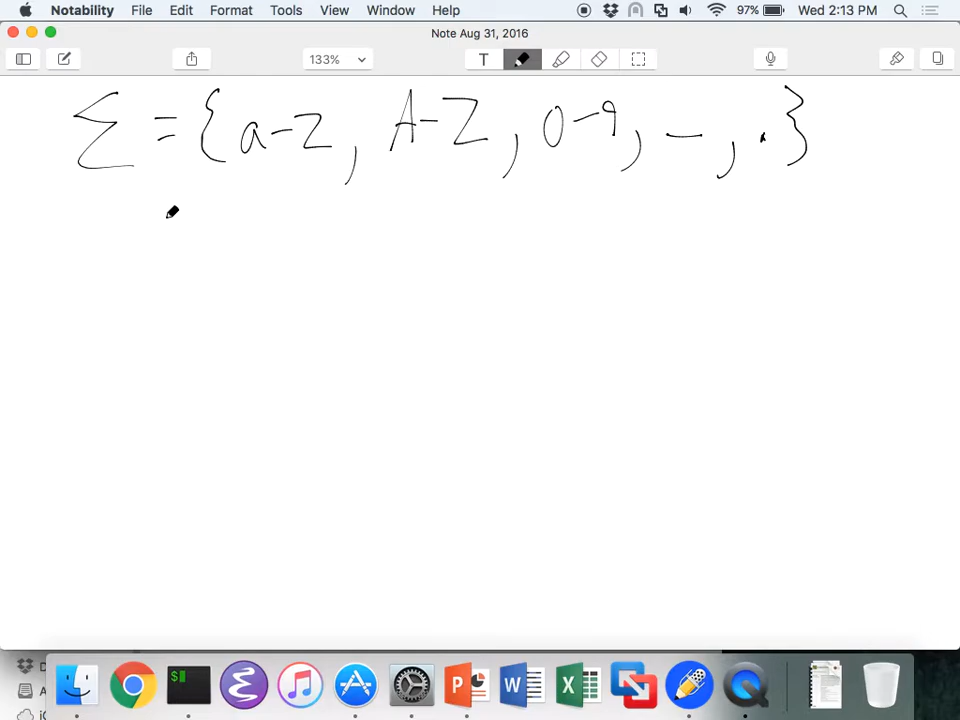 Notability File Edit Format Tools View Window Help 97% Wed 2:13 PM
Note Aug 31, 2016
133% T
Σ = {a-z, A-Z, 0-9, -, .}
$
P W X